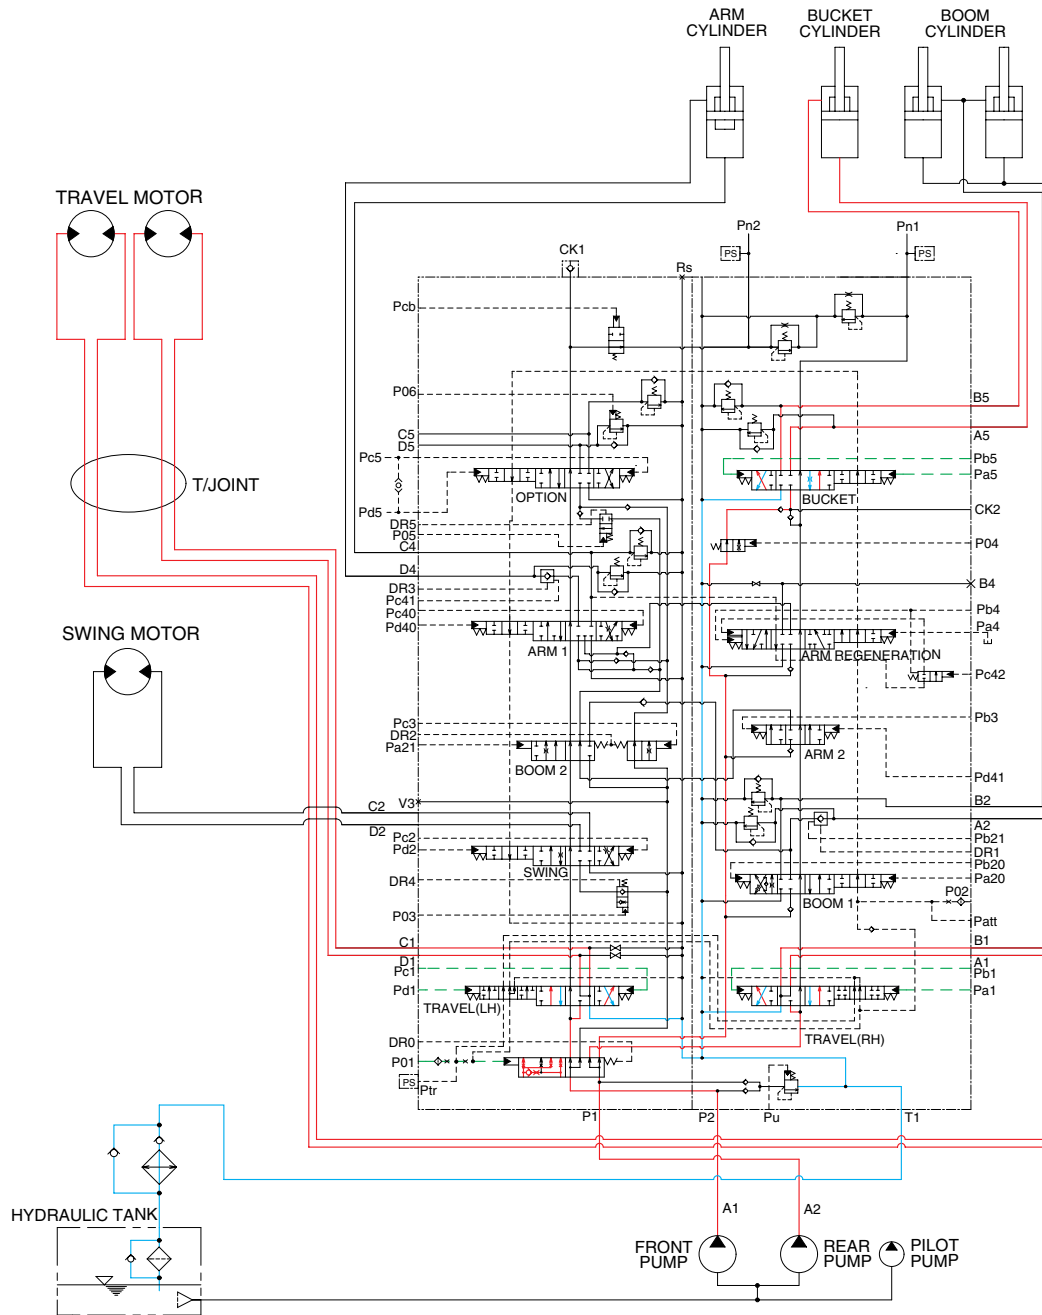 ARM
CYLINDER
BUCKET
CYLINDER
BOOM
CYLINDER
TRAVEL MOTOR
Pn2
Pn1
PS
PS
CK1
Rs
Pcb
P06
C5
D5
Pc5
Pd5
DR5
P05
C4
D4
DR3
Pc41
Pc40
Pd40
OPTION
B5
A5
Pb5
Pa5
BUCKET
CK2
P04
B4
Pb4
Pa4
E
T/JOINT
SWING MOTOR
ARM 1
ARM REGENERATION
Pc42
Pc3
DR2
Pa21
BOOM 2
Pb3
ARM 2
Pd41
C2
V3
D2
B2
A2
Pc2
Pd2
Pb21
DR1
SWING
Pb20
Pa20
DR4
P03
BOOM 1
P02
Patt
C1
B1
D1
A1
Pc1
Pb1
Pd1
Pa1
TRAVEL(LH)
TRAVEL(RH)
DR0
P01
PS
Ptr
P1
P2
Pu
T1
HYDRAULIC TANK
A1
A2
FRONT
PUMP
REAR
PUMP
PILOT
PUMP